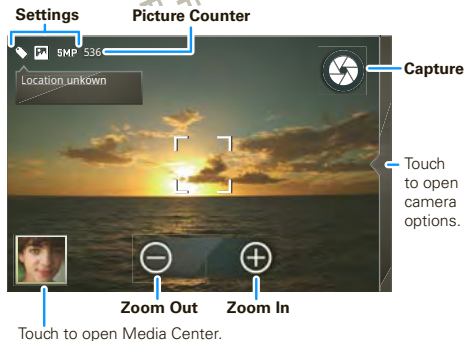 Settings
Picture Counter
5MP 536
Location unkown
Capture
Touch
to open
camera
options.
Zoom Out Zoom In
Touch to open Media Center.